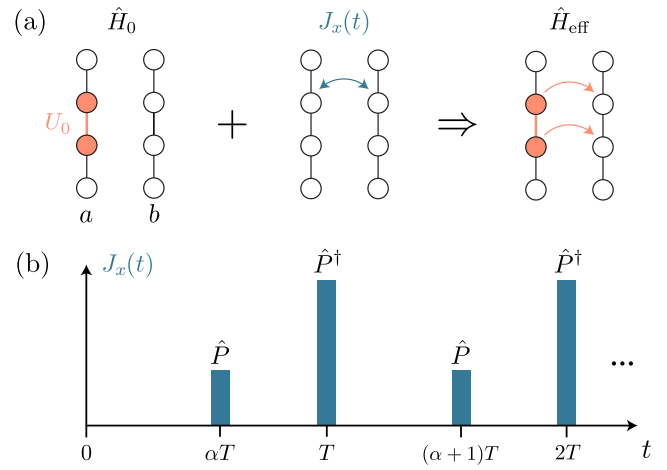 (a) Ĥ₀ Jₓ(t) Ĥeff
U₀ + ⇒
a b
(b) Jₓ(t) P̂ P̂† P̂ P̂†
...
0 αT T (α + 1)T 2T t